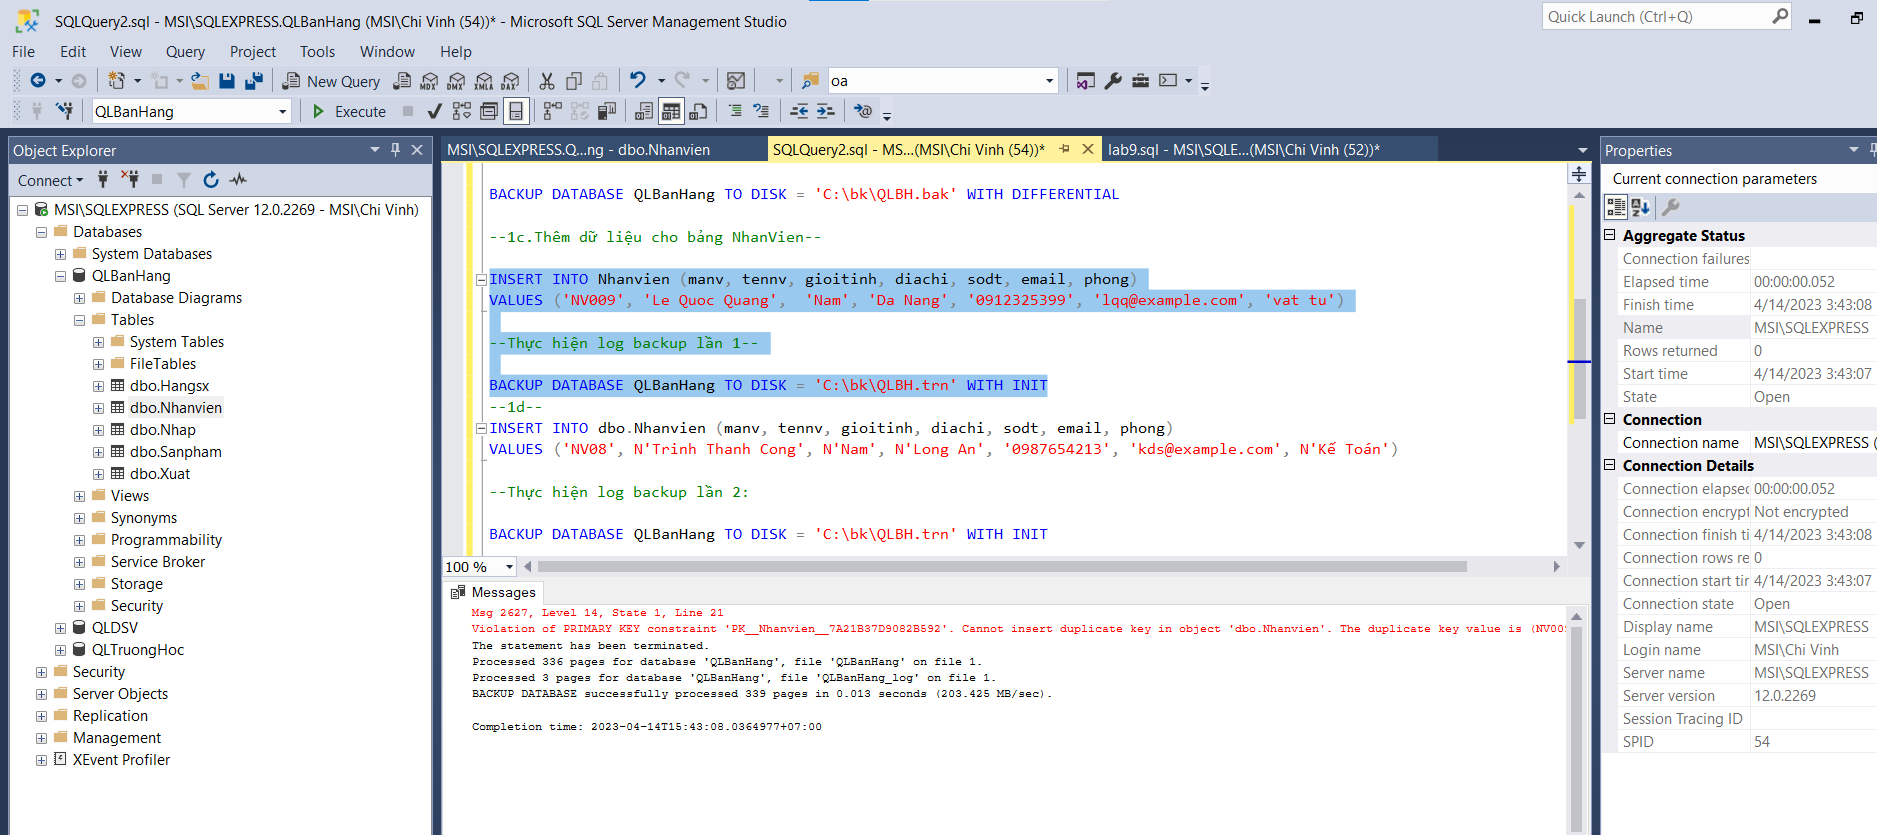 SQLQuery2.sql - MSI\SQLEXPRESS.QLBanHang (MSI\Chi Vinh (54))* - Microsoft SQL Server Management Studio
Quick Launch (Ctrl+Q)
File Edit View Query Project Tools Window Help
New Query MDX DMX XMLA DAX oa
QLBanHang Execute
Object Explorer
Connect
MSI\SQLEXPRESS (SQL Server 12.0.2269 - MSI\Chi Vinh)
Databases
System Databases
QLBanHang
Database Diagrams
Tables
System Tables
FileTables
dbo.Hangsx
dbo.Nhanvien
dbo.Nhap
dbo.Sanpham
dbo.Xuat
Views
Synonyms
Programmability
Service Broker
Storage
Security
QLDSV
QLTruongHoc
Security
Server Objects
Replication
Management
XEvent Profiler
MSI\SQLEXPRESS.Q...ng - dbo.Nhanvien
SQLQuery2.sql - MS...(MSI\Chi Vinh (54))*
lab9.sql - MSI\SQLE...(MSI\Chi Vinh (52))*
BACKUP DATABASE QLBanHang TO DISK = 'C:\bk\QLBH.bak' WITH DIFFERENTIAL
--1c.Thêm dữ liệu cho bảng NhanVien--
INSERT INTO Nhanvien (manv, tennv, gioitinh, diachi, sodt, email, phong)
VALUES ('NV009', 'Le Quoc Quang',  'Nam', 'Da Nang', '0912325399', 'lqq@example.com', 'vat tu')
--Thực hiện log backup lần 1--
BACKUP DATABASE QLBanHang TO DISK = 'C:\bk\QLBH.trn' WITH INIT
--1d--
INSERT INTO dbo.Nhanvien (manv, tennv, gioitinh, diachi, sodt, email, phong)
VALUES ('NV08', N'Trinh Thanh Cong', N'Nam', N'Long An', '0987654213', 'kds@example.com', N'Kế Toán')
--Thực hiện log backup lần 2:
BACKUP DATABASE QLBanHang TO DISK = 'C:\bk\QLBH.trn' WITH INIT
100 %
Messages
Msg 2627, Level 14, State 1, Line 21
Violation of PRIMARY KEY constraint 'PK__Nhanvien__7A21B37D9082B592'. Cannot insert duplicate key in object 'dbo.Nhanvien'. The duplicate key value is
The statement has been terminated.
Processed 336 pages for database 'QLBanHang', file 'QLBanHang' on file 1.
Processed 3 pages for database 'QLBanHang', file 'QLBanHang_log' on file 1.
BACKUP DATABASE successfully processed 339 pages in 0.013 seconds (203.425 MB/sec).
Completion time: 2023-04-14T15:43:08.0364977+07:00
Properties
Current connection parameters
Aggregate Status
Connection failures
Elapsed time 00:00:00.052
Finish time 4/14/2023 3:43:08
Name MSI\SQLEXPRESS
Rows returned 0
Start time 4/14/2023 3:43:07
State Open
Connection
Connection name MSI\SQLEXPRESS (
Connection Details
Connection elapsec 00:00:00.052
Connection encrypt Not encrypted
Connection finish ti 4/14/2023 3:43:08
Connection rows re 0
Connection start tir 4/14/2023 3:43:07
Connection state Open
Display name MSI\SQLEXPRESS
Login name MSI\Chi Vinh
Server name MSI\SQLEXPRESS
Server version 12.0.2269
Session Tracing ID
SPID 54